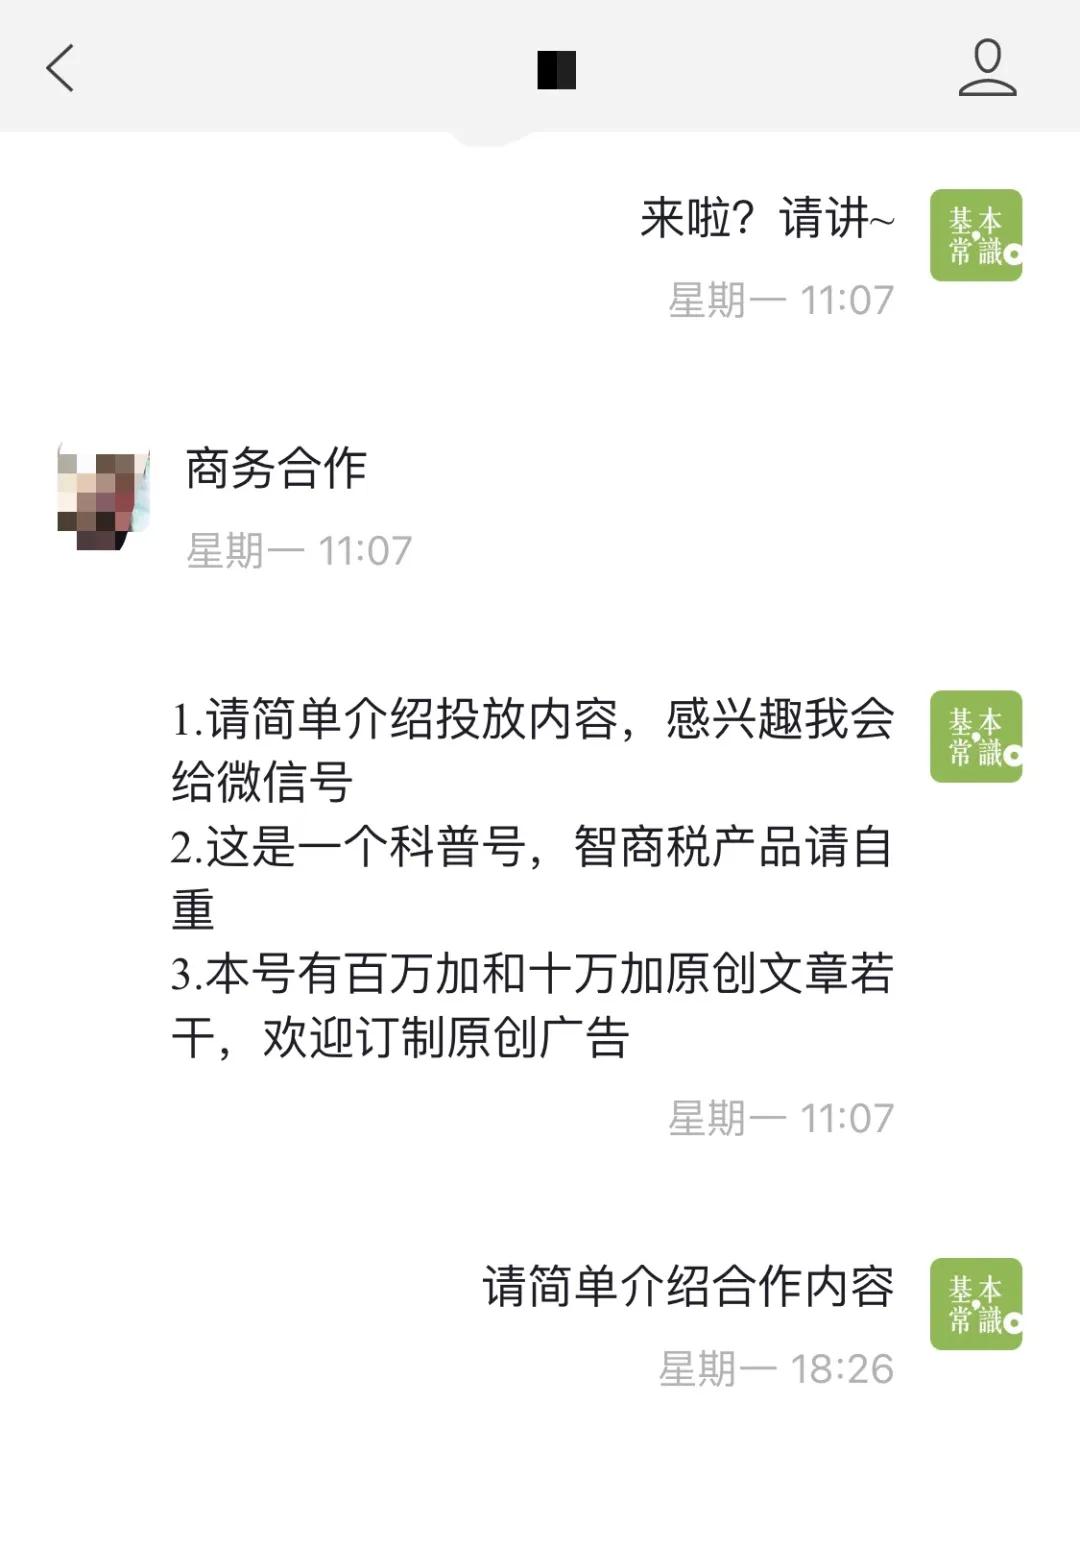 来啦？请讲~
基本
常識
星期一 11:07
商务合作
星期一 11:07
1.请简单介绍投放内容，感兴趣我会
给微信号
2.这是一个科普号，智商税产品请自
重
3.本号有百万加和十万加原创文章若
干，欢迎订制原创广告
基本
常識
星期一 11:07
请简单介绍合作内容
基本
常識
星期一 18:26